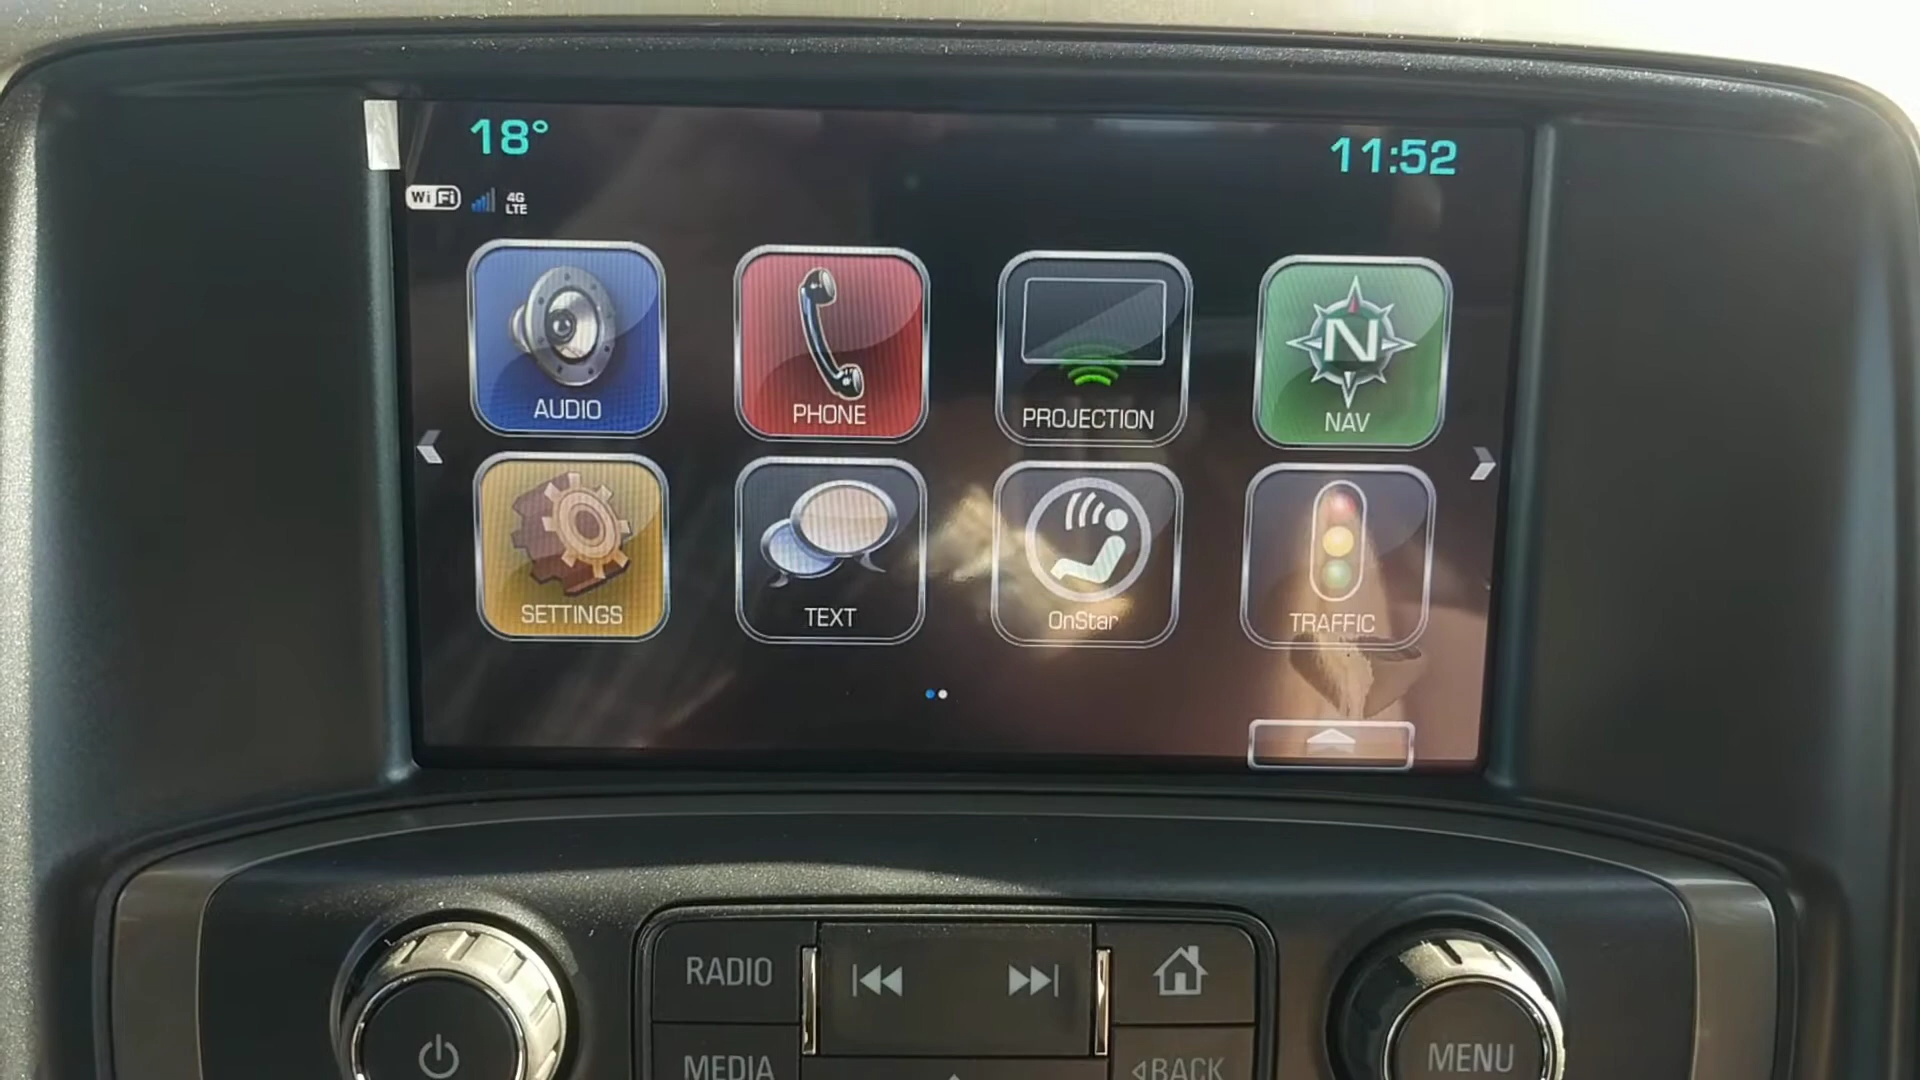 18°
11:52
WiFi
4G
LTE
AUDIO
PHONE
PROJECTION
N
NAV
SETTINGS
TEXT
OnStar
TRAFFIC
RADIO
MEDIA
BACK
MENU